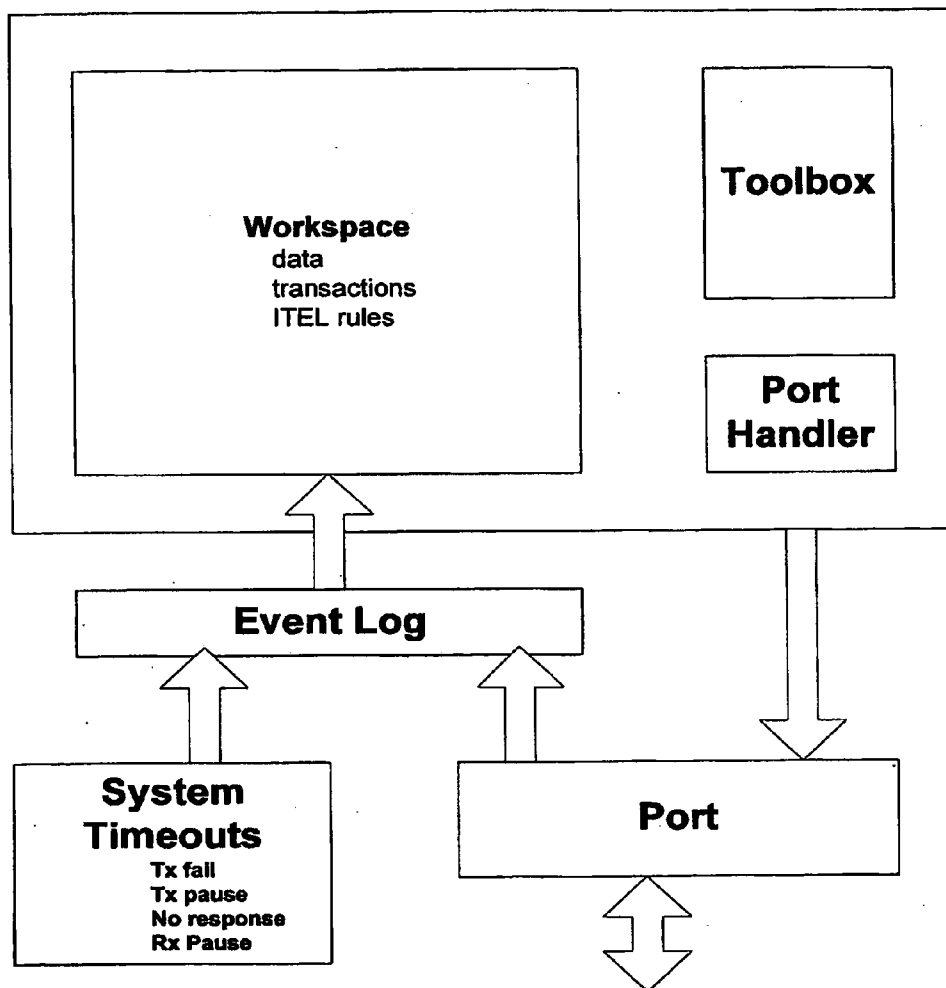 Toolbox
Workspace
data
transactions
ITEL rules
Port
Handler
Event Log
System
Timeouts
Tx fail
Tx pause
No response
Rx Pause
Port